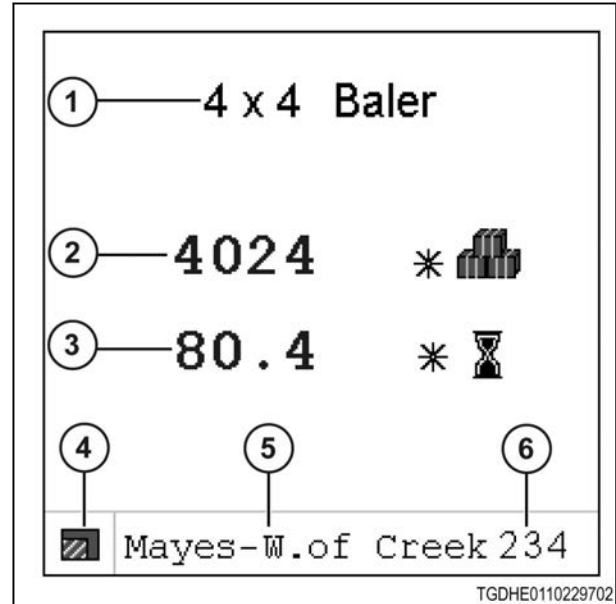 1 4 x 4 Baler
2 4024 *
3 80.4 *
4 5 6
Mayes-W.of Creek 234
TGDHE0110229702